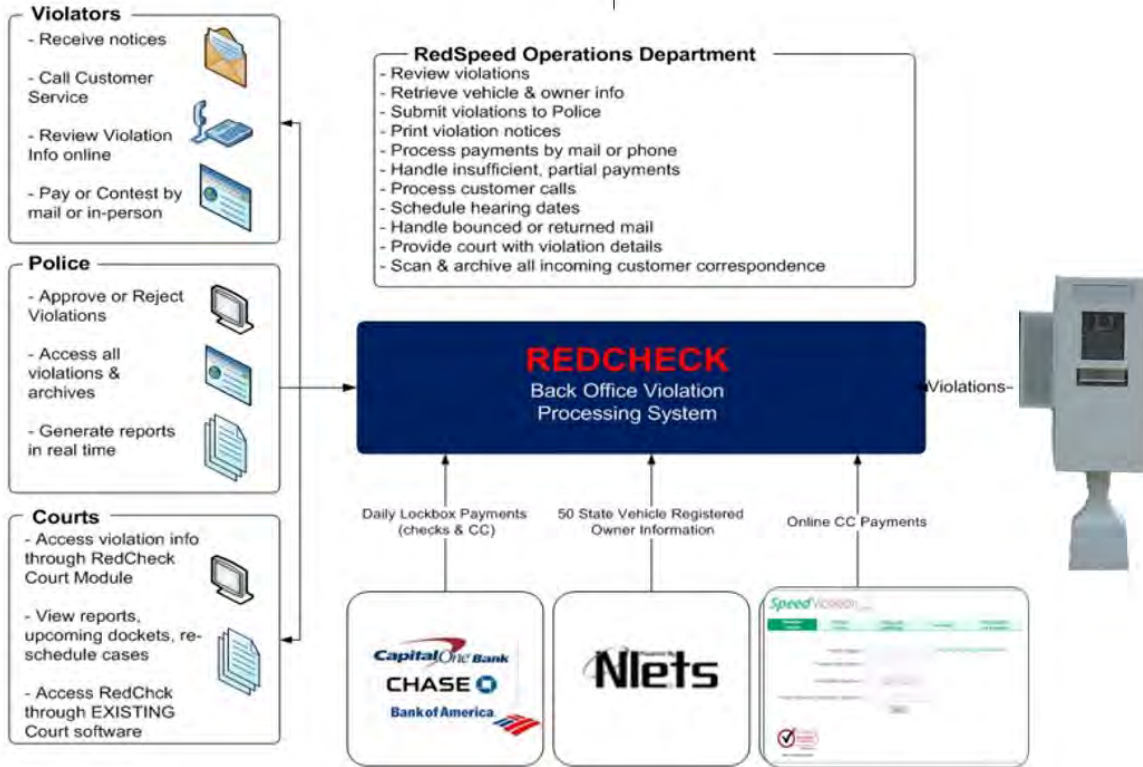 Violators
- Receive notices
- Call Customer
Service
- Review Violation
Info online
- Pay or Contest by
mail or in-person
RedSpeed Operations Department
- Review violations
- Retrieve vehicle & owner info
- Submit violations to Police
- Print violation notices
- Process payments by mail or phone
- Handle insufficient, partial payments
- Process customer calls
- Schedule hearing dates
- Handle bounced or returned mail
- Provide court with violation details
- Scan & archive all incoming customer correspondence
Police
- Approve or Reject
Violations
- Access all
violations &
archives
- Generate reports
in real time
REDCHECK
Back Office Violation
Processing System
Violations-
Courts
- Access violation info
through RedCheck
Court Module
- View reports,
upcoming dockets, re-
schedule cases
- Access RedChck
through EXISTING
Court software
Daily Lockbox Payments
(checks & CC)
50 State Vehicle Registered
Owner Information
Online CC Payments
CapitalOne Bank
CHASE
Bank of America
Nlets
Speed